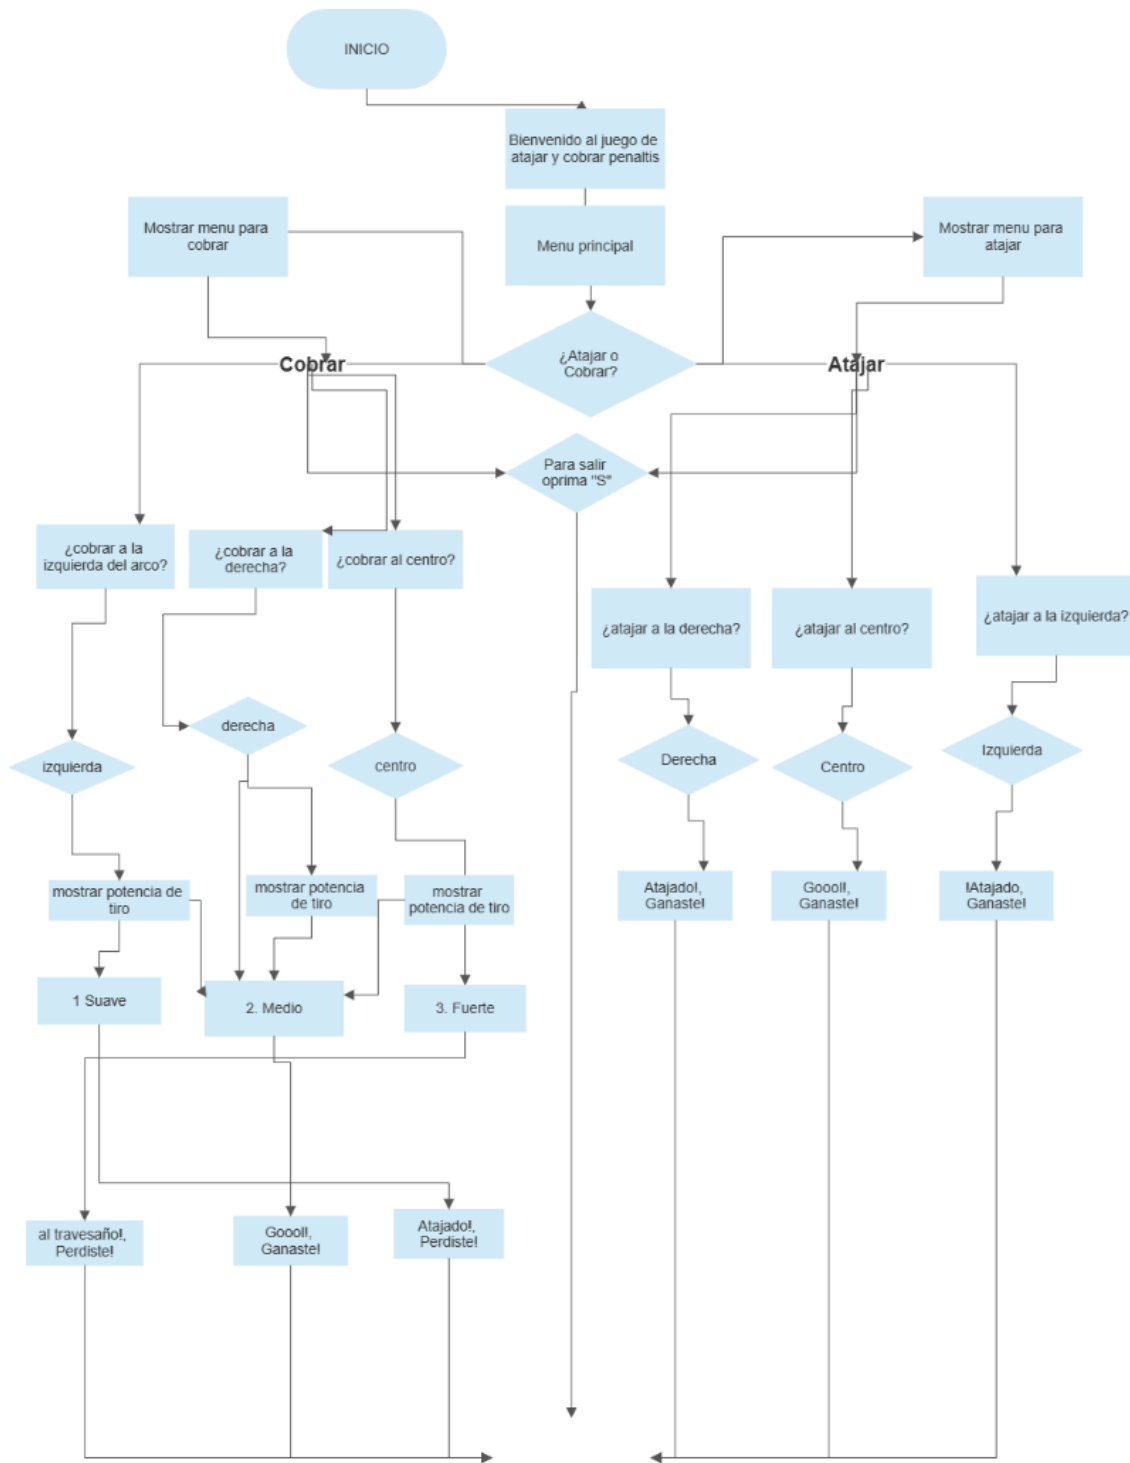 INICIO
Bienvenido al juego de
atajar y cobrar penaltis
Mostrar menu para
cobrar
Menu principal
Mostrar menu para
atajar
¿Atajar o
Cobrar?
Cobrar
Atajar
Para salir
oprima "S"
¿cobrar a la
izquierda del arco?
¿cobrar a la
derecha?
¿cobrar al centro?
¿atajar a la derecha?
¿atajar al centro?
¿atajar a la izquierda?
izquierda
derecha
centro
Derecha
Centro
Izquierda
mostrar potencia de
tiro
mostrar potencia
de tiro
mostrar
potencia de tiro
Atajado!,
Ganaste!
Gooo!!,
Ganaste!
!Atajado,
Ganaste!
1 Suave
2. Medio
3. Fuerte
al travesaño!,
Perdiste!
Gooo!!,
Ganaste!
Atajado!,
Perdiste!